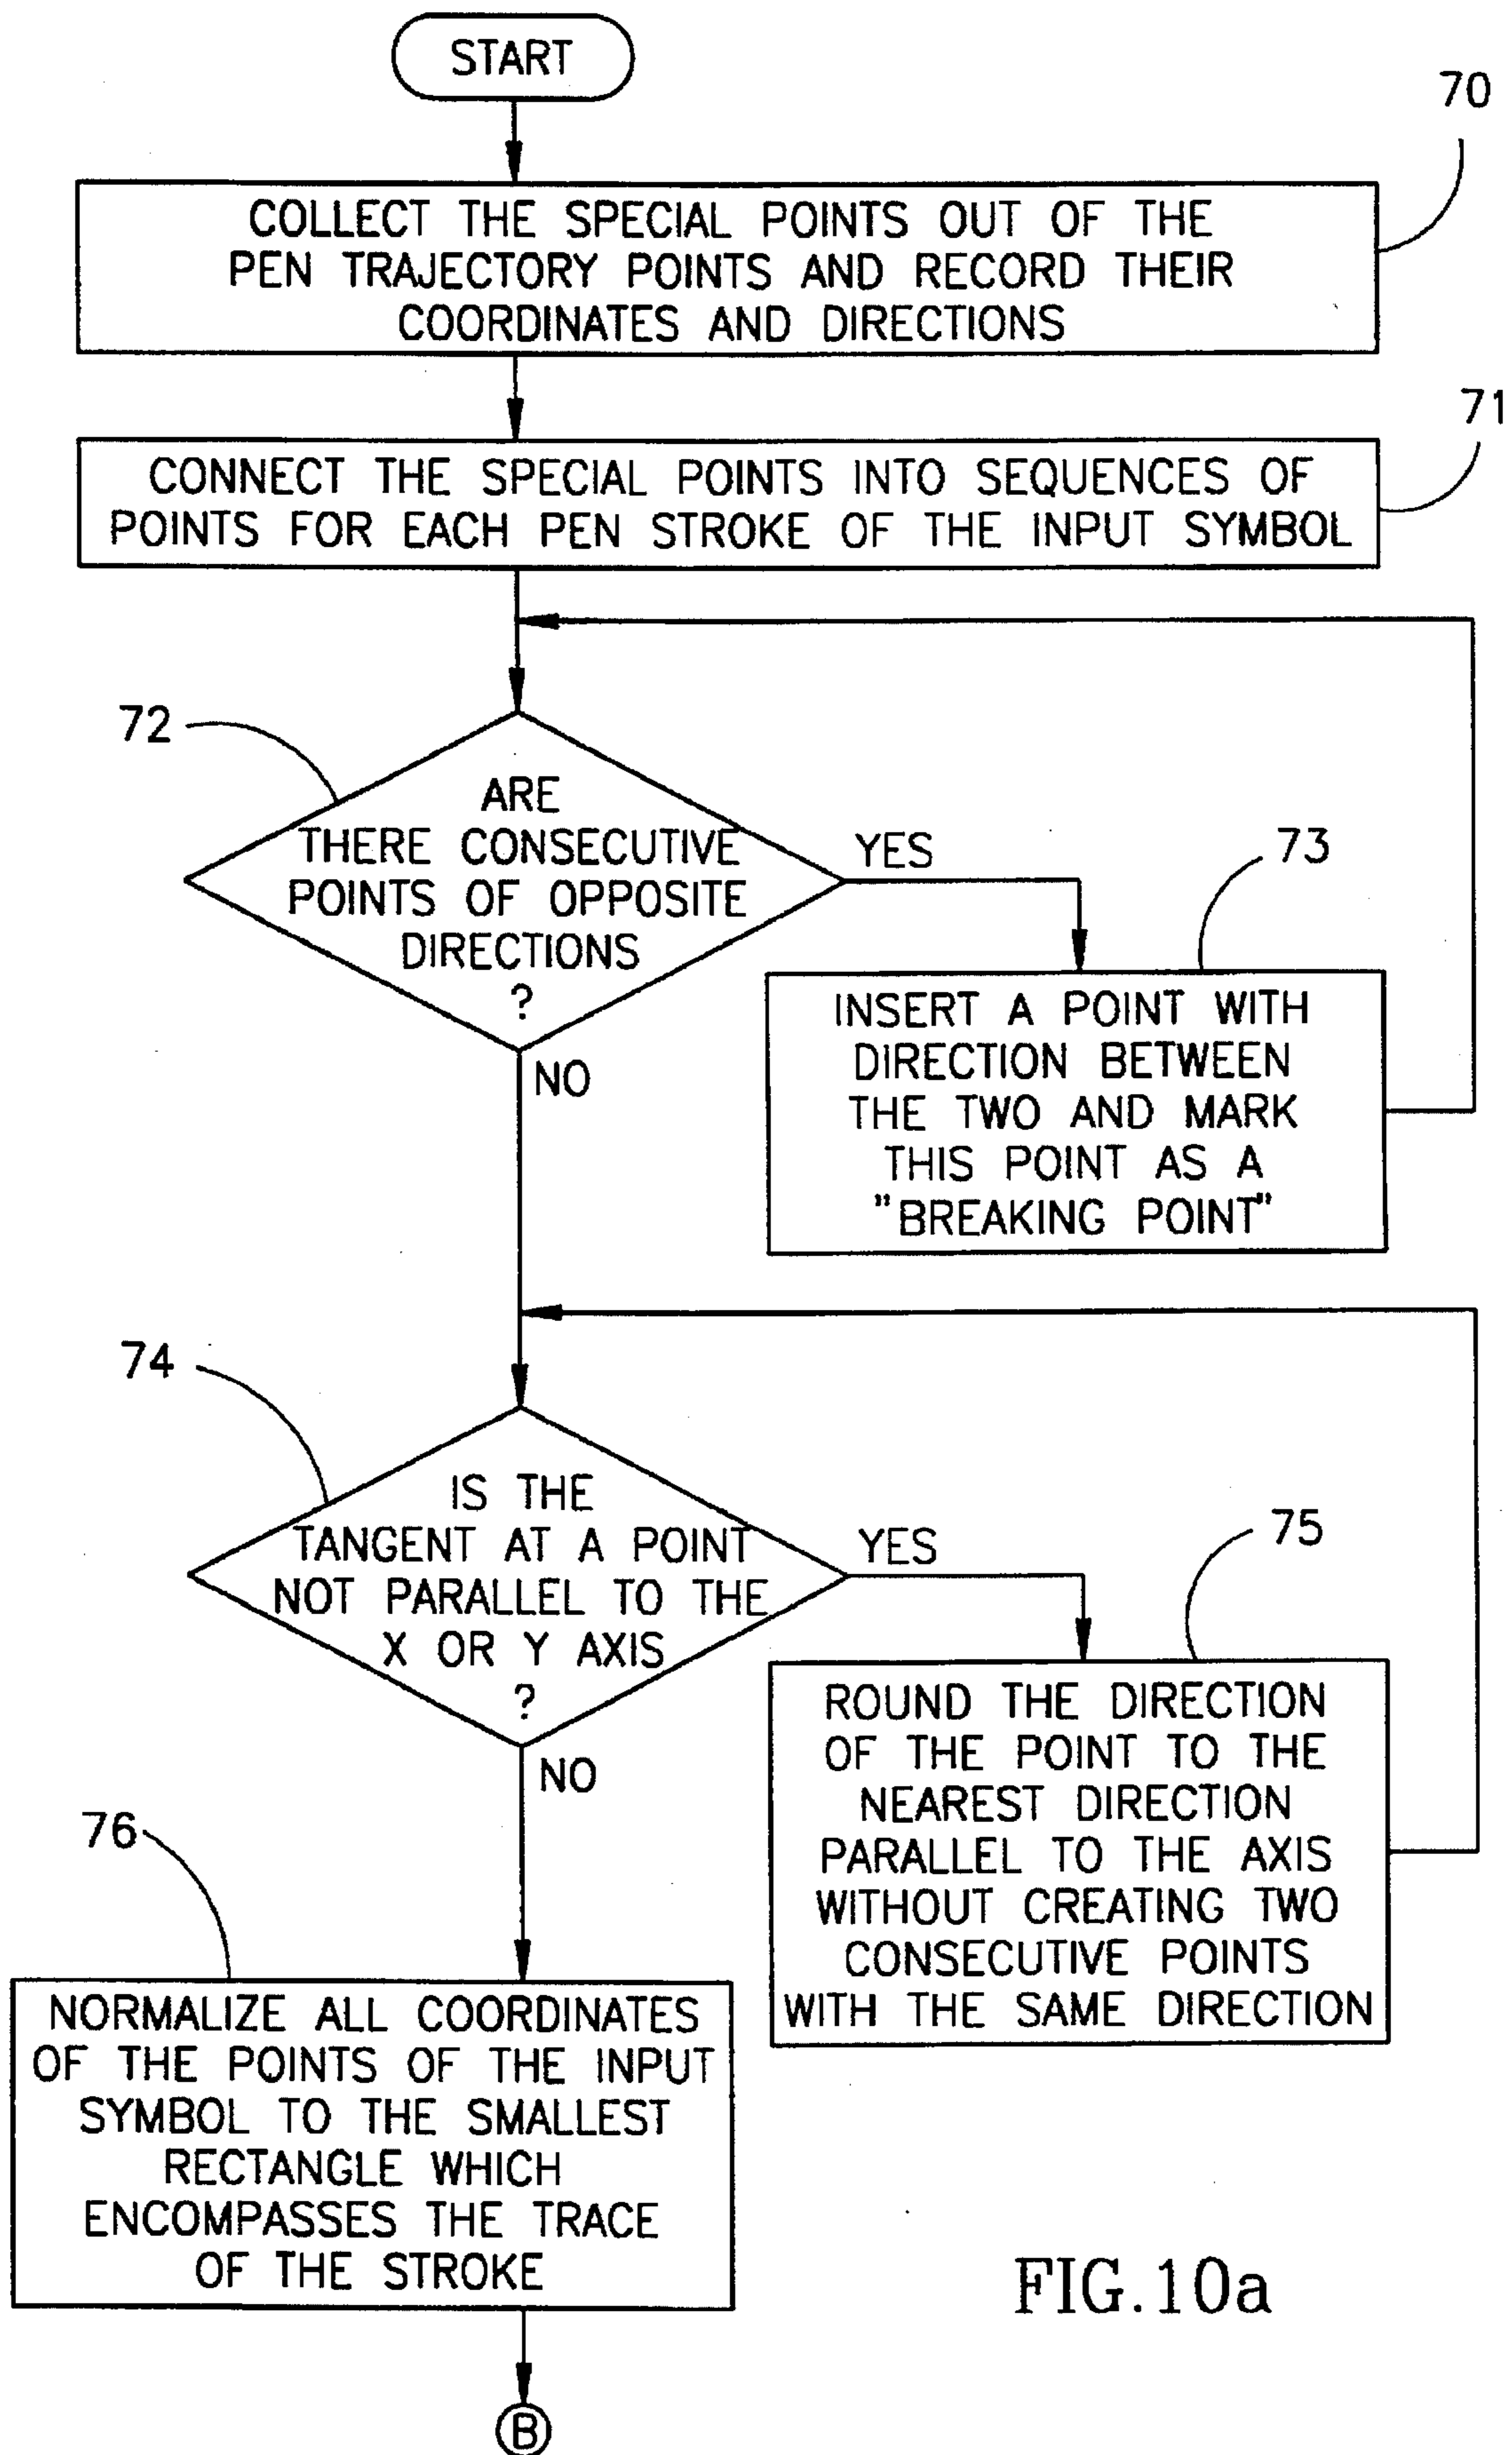 START
70
COLLECT THE SPECIAL POINTS OUT OF THE
PEN TRAJECTORY POINTS AND RECORD THEIR
COORDINATES AND DIRECTIONS
71
CONNECT THE SPECIAL POINTS INTO SEQUENCES OF
POINTS FOR EACH PEN STROKE OF THE INPUT SYMBOL
72
ARE
THERE CONSECUTIVE
POINTS OF OPPOSITE
DIRECTIONS
?
YES
NO
73
INSERT A POINT WITH
DIRECTION BETWEEN
THE TWO AND MARK
THIS POINT AS A
"BREAKING POINT"
74
IS THE
TANGENT AT A POINT
NOT PARALLEL TO THE
X OR Y AXIS
?
YES
NO
75
ROUND THE DIRECTION
OF THE POINT TO THE
NEAREST DIRECTION
PARALLEL TO THE AXIS
WITHOUT CREATING TWO
CONSECUTIVE POINTS
WITH THE SAME DIRECTION
76
NORMALIZE ALL COORDINATES
OF THE POINTS OF THE INPUT
SYMBOL TO THE SMALLEST
RECTANGLE WHICH
ENCOMPASSES THE TRACE
OF THE STROKE
B
FIG.10a